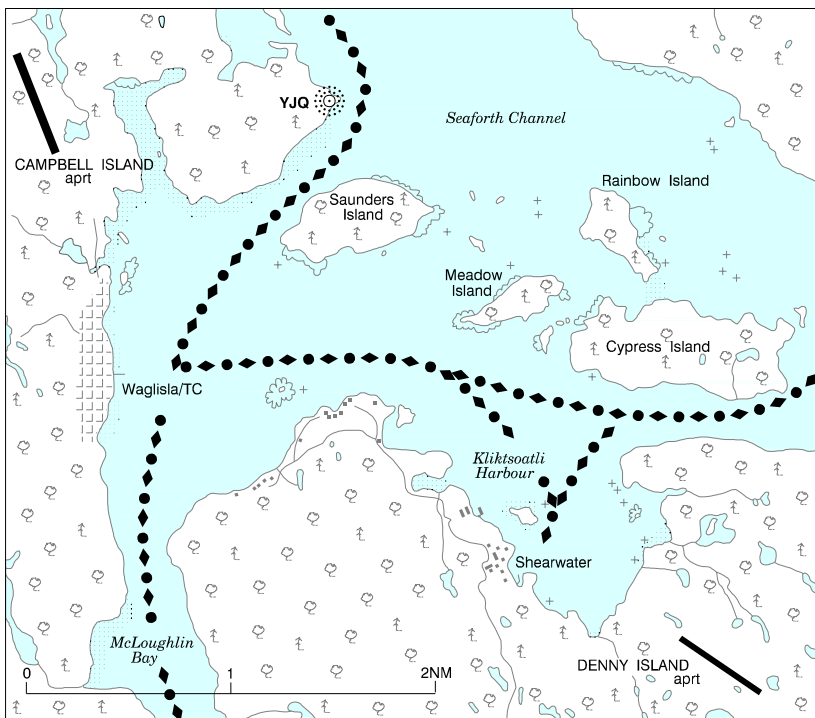 YJQ
Seaforth Channel
CAMPBELL ISLAND
aprt
Rainbow Island
Saunders
Island
Meadow
Island
Cypress Island
Waglisla/TC
Kliktsoatli
Harbour
Shearwater
McLoughlin
Bay
DENNY ISLAND
aprt
0 1 2NM